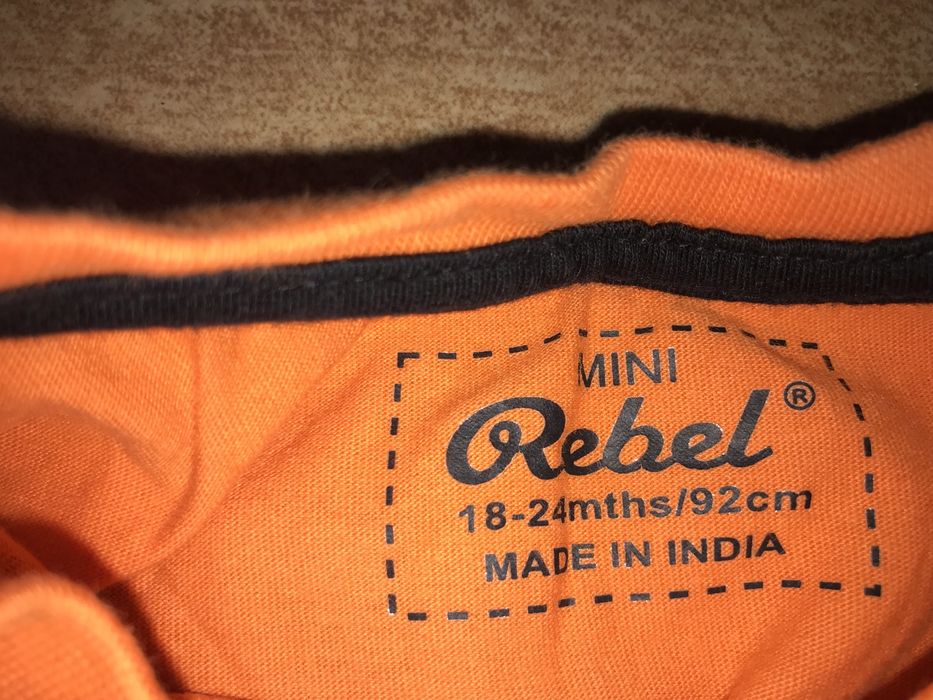 MINI
Rebel®
18-24mths/92cm
MADE IN INDIA